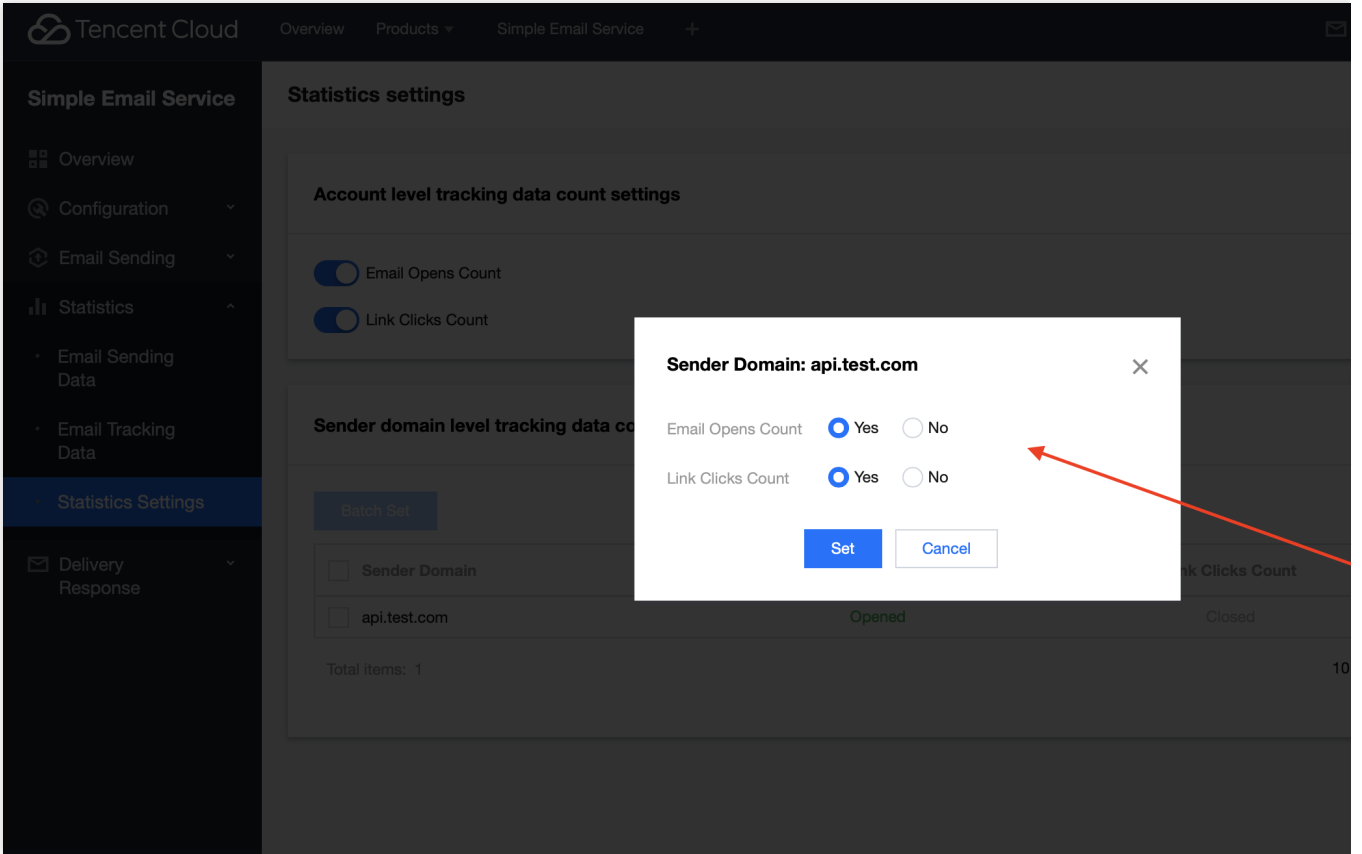 Tencent Cloud
Overview
Products
Simple Email Service
+
Simple Email Service
Overview
Configuration
Email Sending
Statistics
Email Sending
Data
Email Tracking
Data
Statistics Settings
Delivery
Response
Statistics settings
Account level tracking data count settings
Email Opens Count
Link Clicks Count
Sender domain level tracking data
Batch Set
Sender Domain
Clicks Count
api.test.com
Opened
Closed
Total items: 1
10
Sender Domain: api.test.com
Email Opens Count Yes No
Link Clicks Count Yes No
Set
Cancel